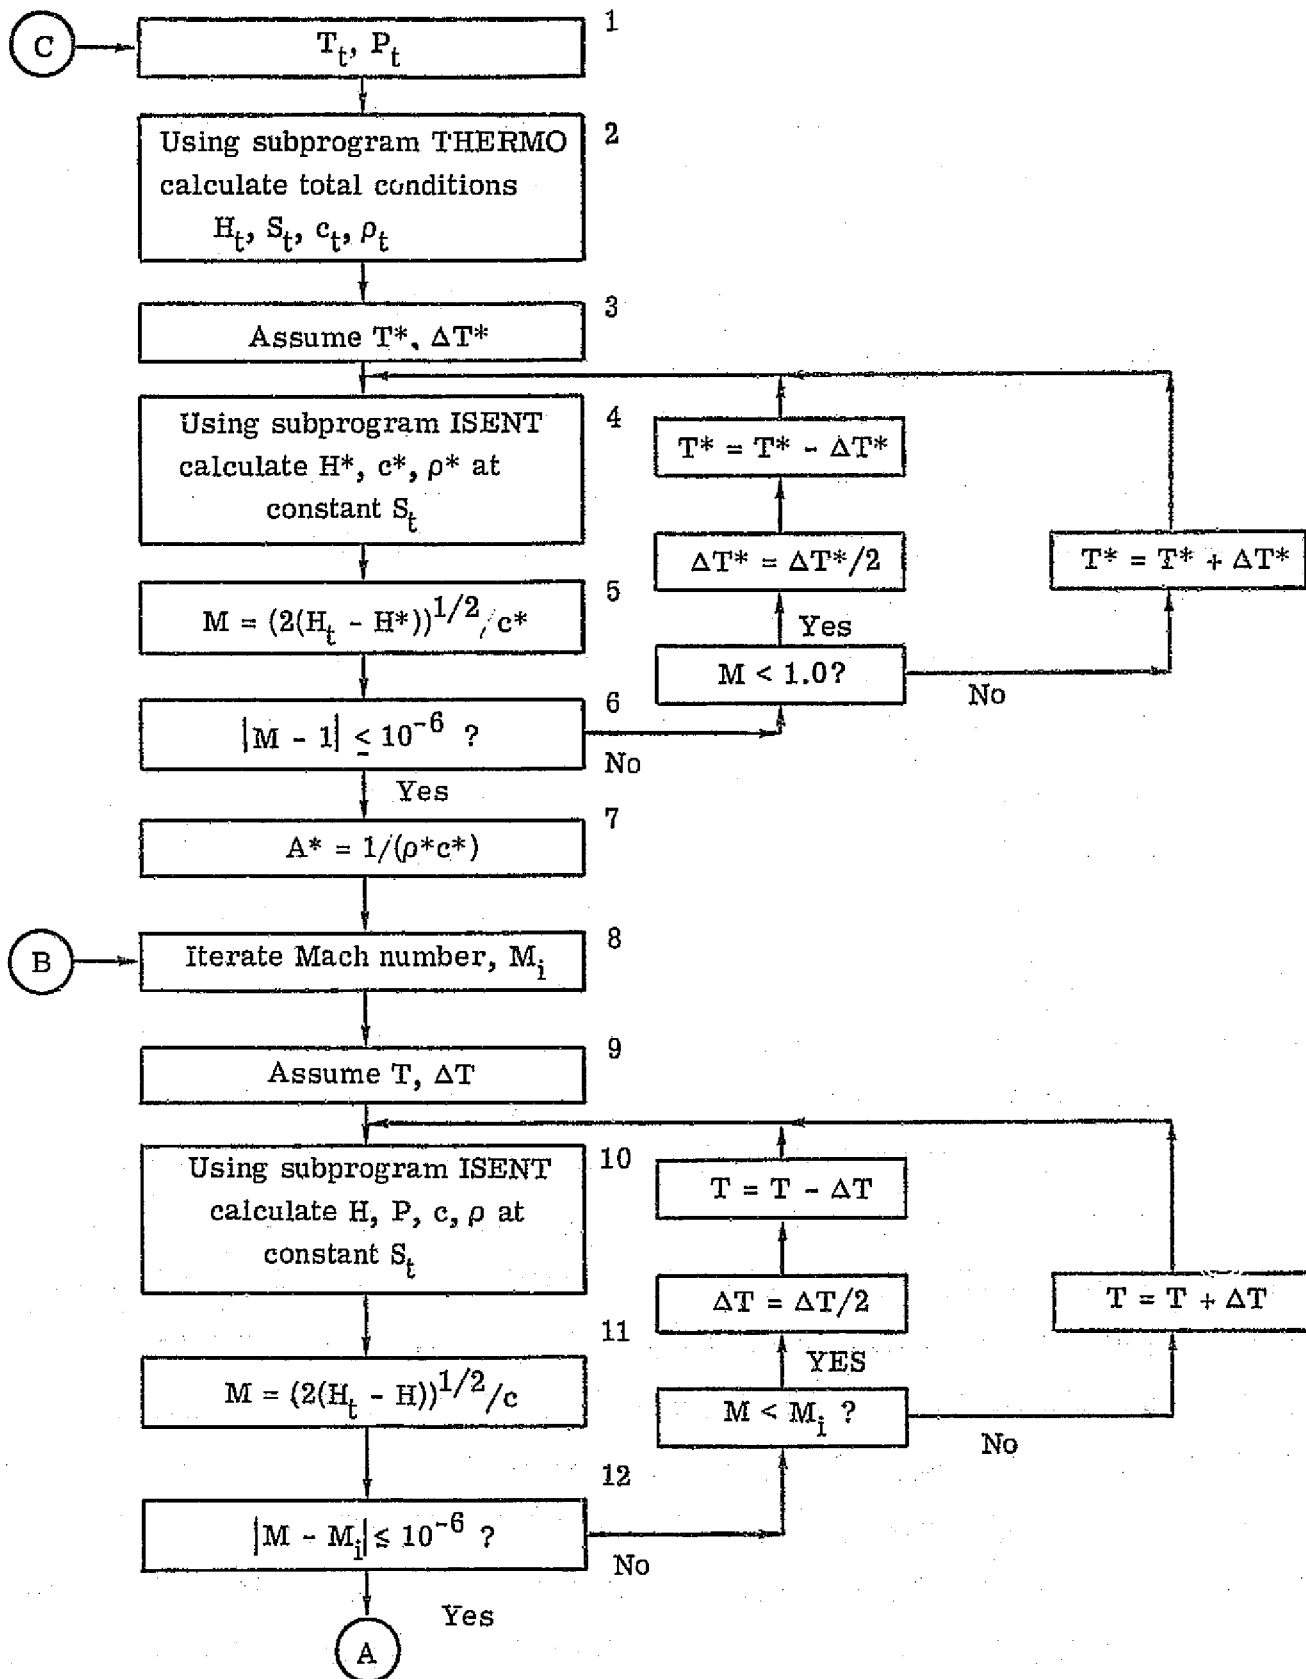 C
T_t, P_t
1
Using subprogram THERMO
calculate total conditions
H_t, S_t, c_t, ρ_t
2
Assume T*, ΔT*
3
Using subprogram ISENT
calculate H*, c*, ρ* at
constant S_t
4
T* = T* - ΔT*
ΔT* = ΔT*/2
T* = T* + ΔT*
M = (2(H_t - H*))^1/2/c*
5
Yes
M < 1.0?
No
|M - 1| ≤ 10^-6 ?
6
No
Yes
A* = 1/(ρ*c*)
7
B
Iterate Mach number, M_i
8
Assume T, ΔT
9
Using subprogram ISENT
calculate H, P, c, ρ at
constant S_t
10
T = T - ΔT
ΔT = ΔT/2
T = T + ΔT
M = (2(H_t - H))^1/2/c
11
YES
M < M_i ?
No
|M - M_i| ≤ 10^-6 ?
12
No
Yes
A